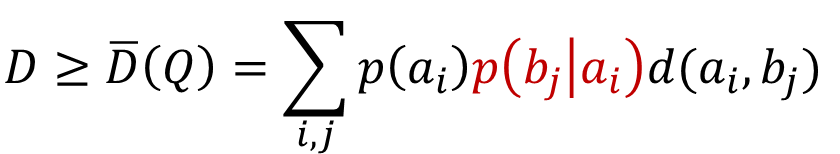 D ≥ D̅(Q) = ∑_{i,j} p(a_i)p(b_j|a_i)d(a_i, b_j)